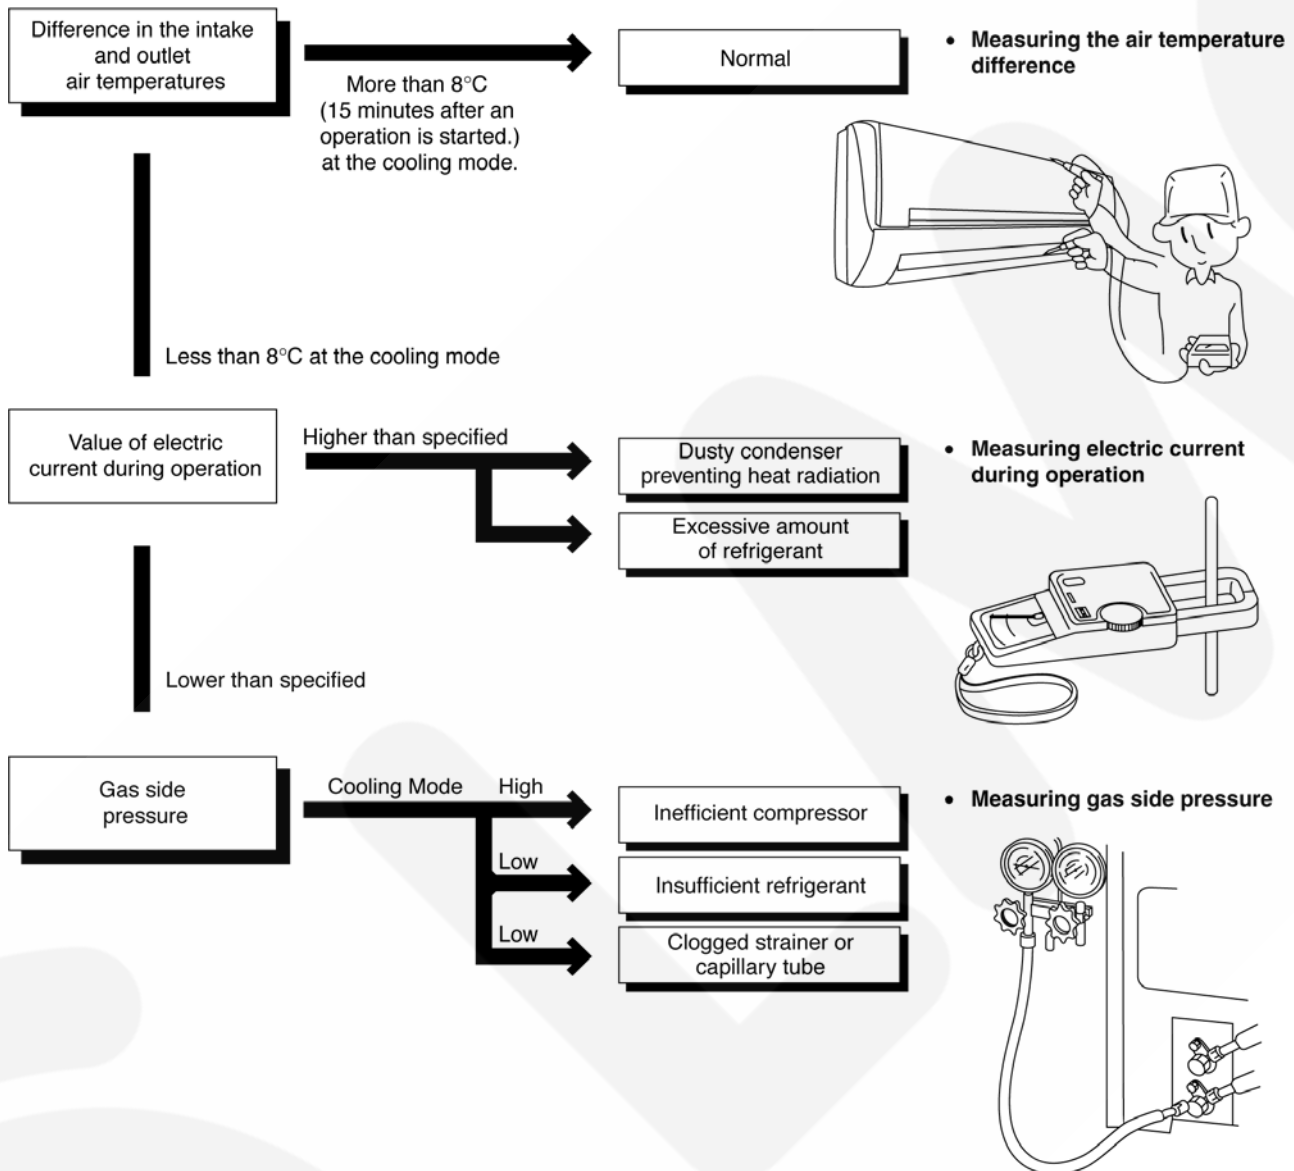 Difference in the intake
and outlet
air temperatures
More than 8°C
(15 minutes after an
operation is started.)
at the cooling mode.
Normal
• Measuring the air temperature
difference
Less than 8°C at the cooling mode
Value of electric
current during operation
Higher than specified
Dusty condenser
preventing heat radiation
Excessive amount
of refrigerant
• Measuring electric current
during operation
Lower than specified
Gas side
pressure
Cooling Mode
High
Inefficient compressor
Low
Insufficient refrigerant
Low
Clogged strainer or
capillary tube
• Measuring gas side pressure